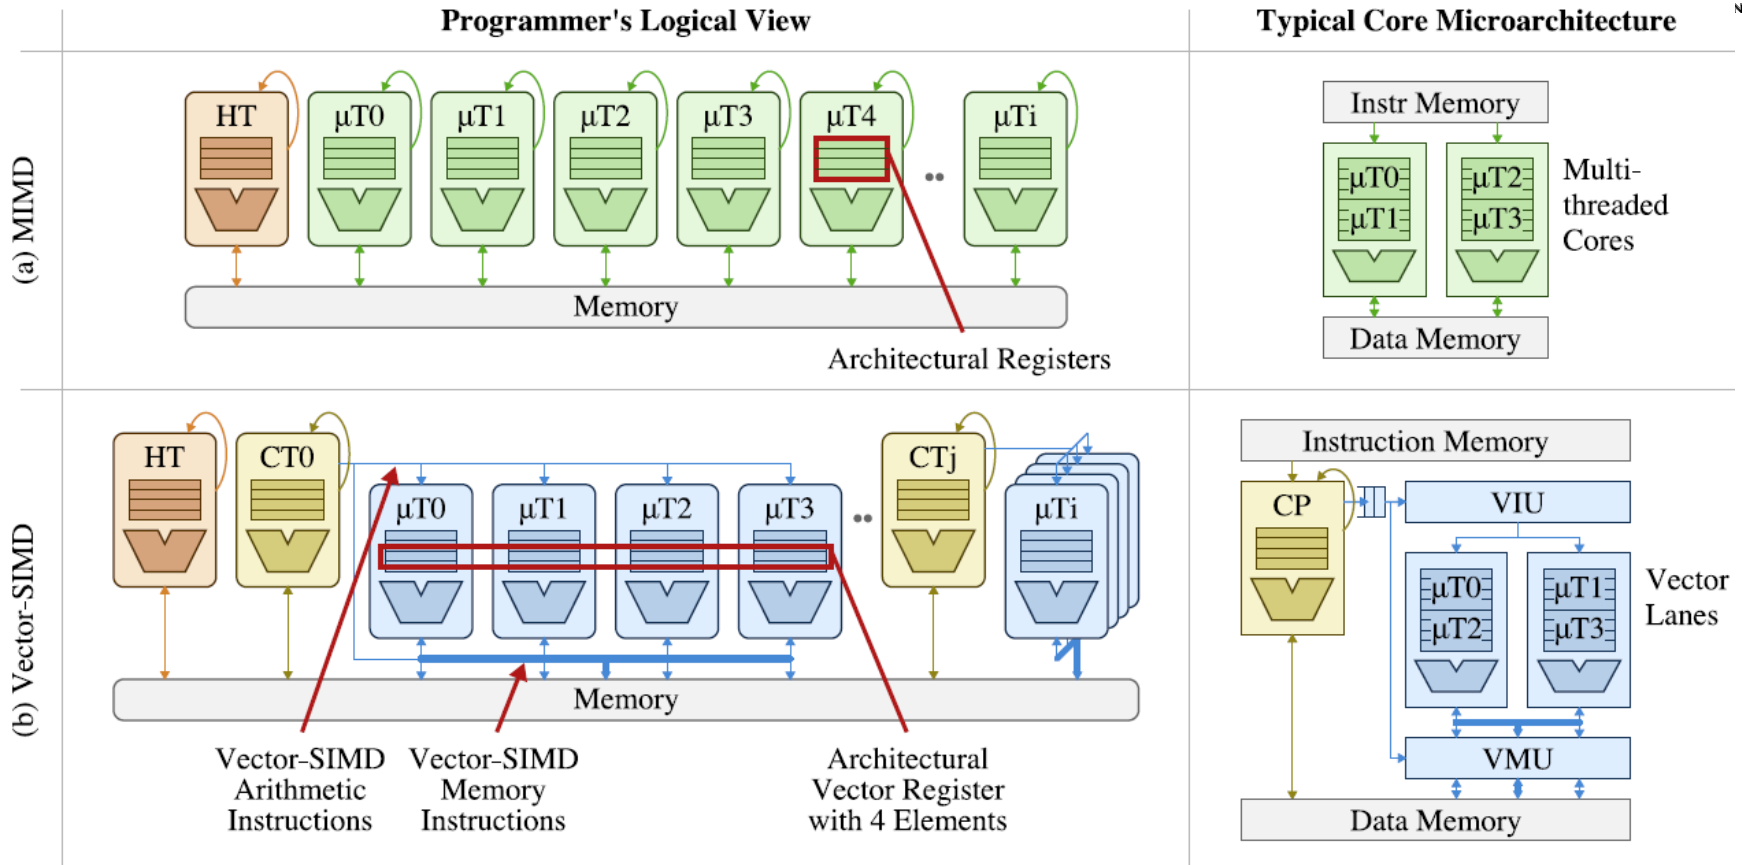 Programmer's Logical View
Typical Core Microarchitecture
N
(a) MIMD
HT
μT0
μT1
μT2
μT3
μT4
μTi
Memory
Architectural Registers
Instr Memory
μT0
μT1
μT2
μT3
Multi-
threaded
Cores
Data Memory
(b) Vector-SIMD
HT
CT0
μT0
μT1
μT2
μT3
CTj
μTi
Memory
Vector-SIMD
Arithmetic
Instructions
Vector-SIMD
Memory
Instructions
Architectural
Vector Register
with 4 Elements
Instruction Memory
CP
VIU
μT0
μT2
μT1
μT3
Vector
Lanes
VMU
Data Memory